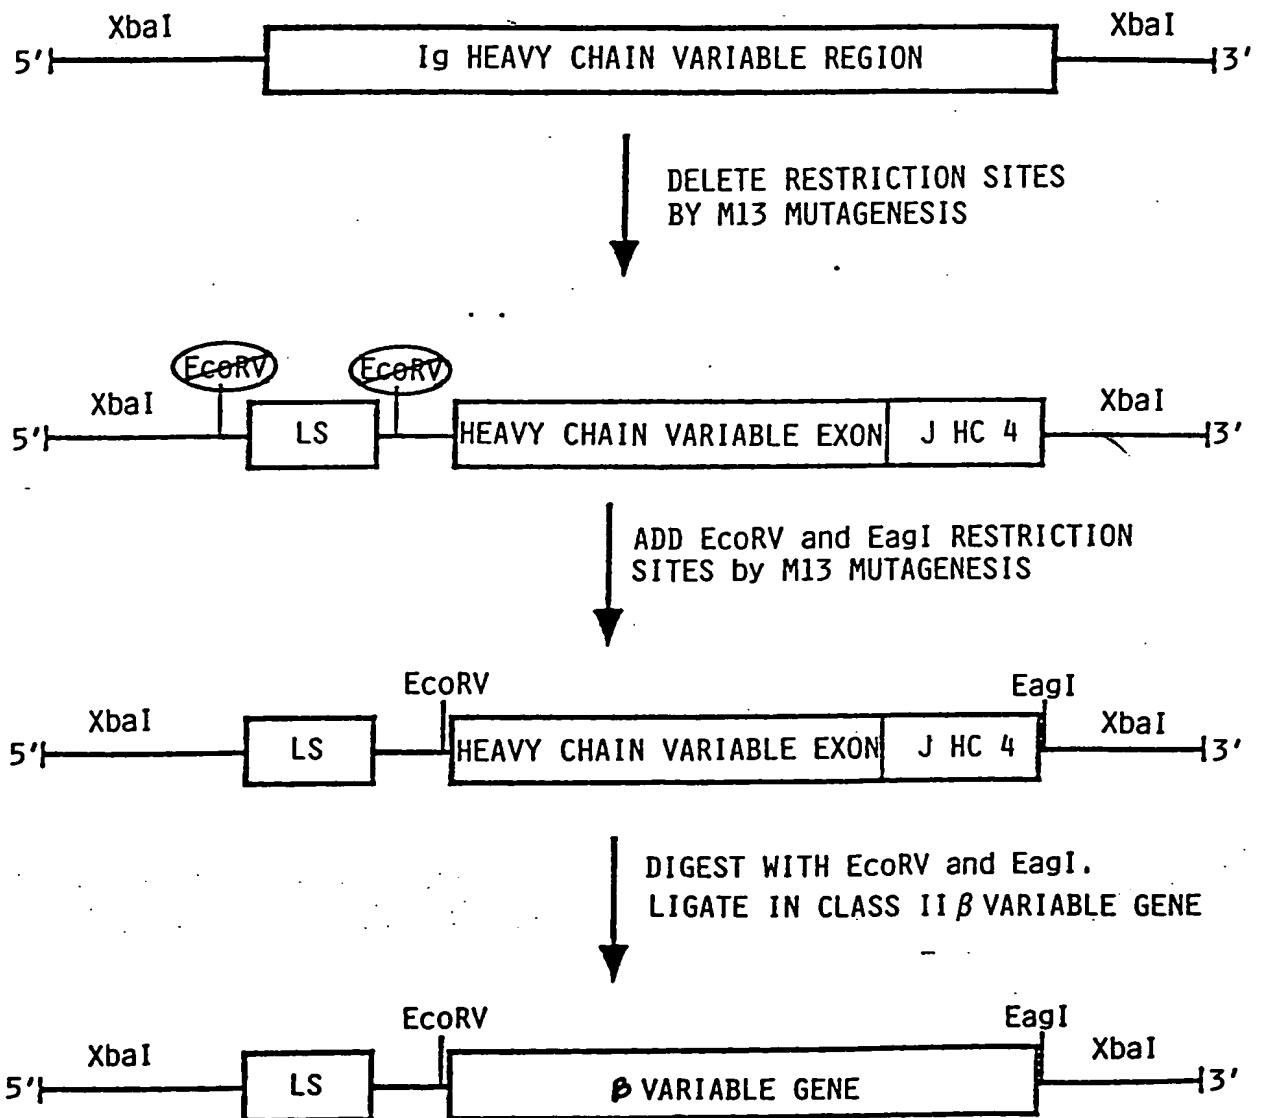 XbaI XbaI
5' Ig HEAVY CHAIN VARIABLE REGION 3'
DELETE RESTRICTION SITES
BY M13 MUTAGENESIS
EcoRV EcoRV
XbaI XbaI
5' LS HEAVY CHAIN VARIABLE EXON J HC 4 3'
ADD EcoRV and EagI RESTRICTION
SITES by M13 MUTAGENESIS
EcoRV EagI
XbaI XbaI
5' LS HEAVY CHAIN VARIABLE EXON J HC 4 3'
DIGEST WITH EcoRV and EagI.
LIGATE IN CLASS II β VARIABLE GENE
EcoRV EagI
XbaI XbaI
5' LS β VARIABLE GENE 3'